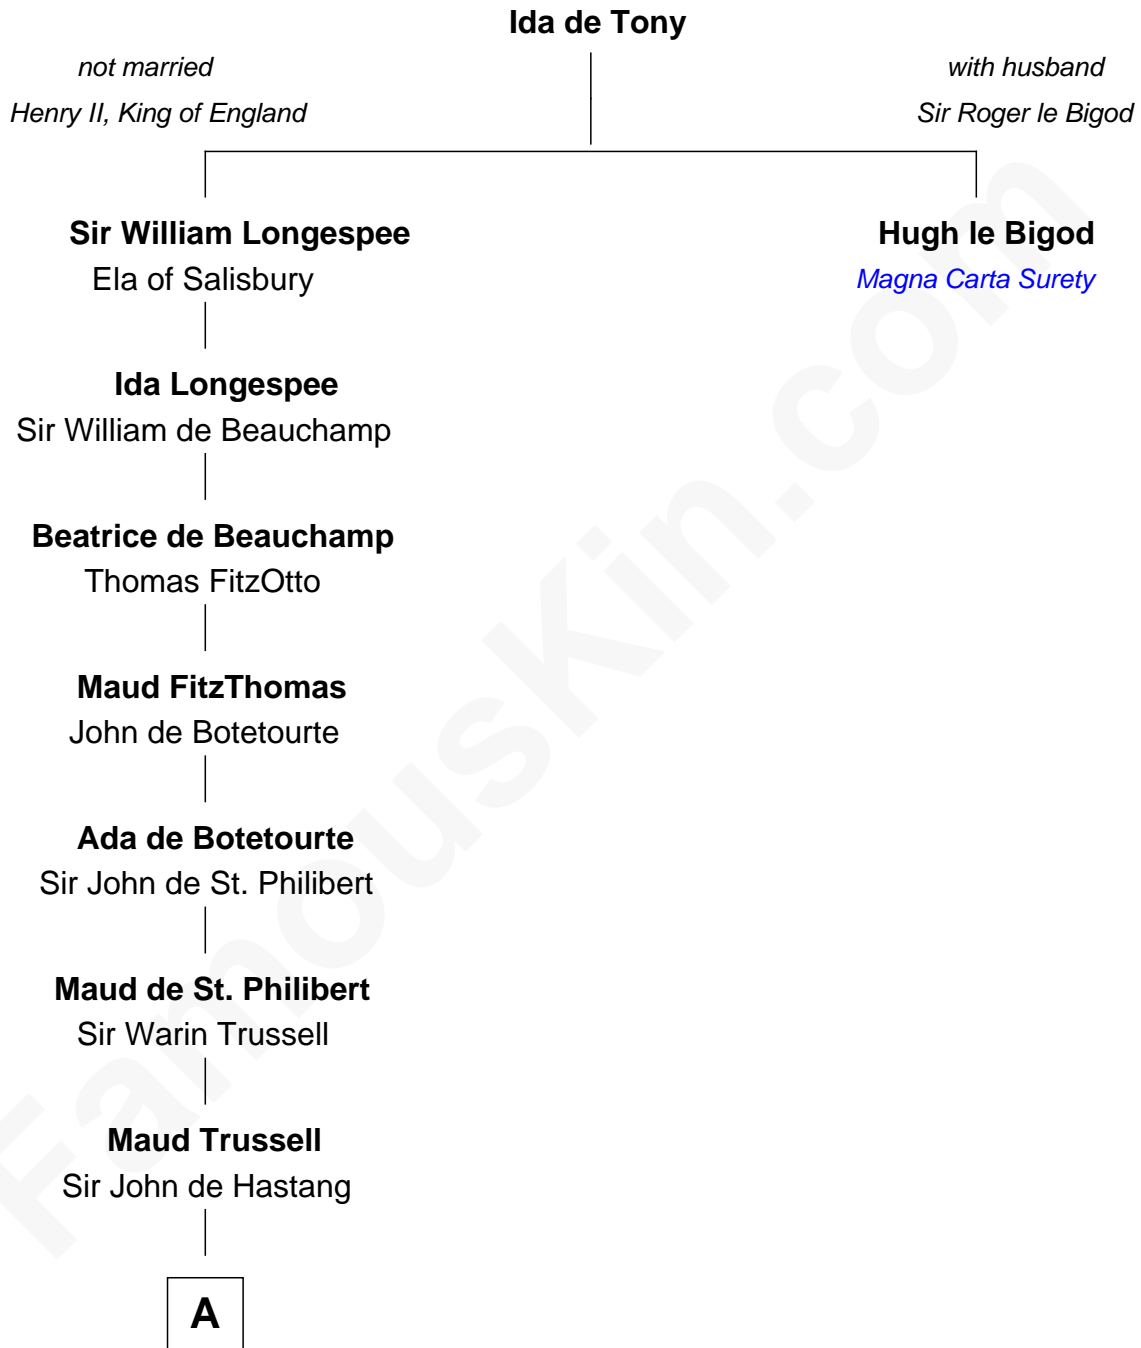 Ida de Tony
not married
with husband
Henry II, King of England
Sir Roger le Bigod
Sir William Longespee
Hugh le Bigod
Ela of Salisbury
Magna Carta Surety
Ida Longespee
Sir William de Beauchamp
Beatrice de Beauchamp
Thomas FitzOtto
Maud FitzThomas
John de Botetourte
Ada de Botetourte
Sir John de St. Philibert
Maud de St. Philibert
Sir Warin Trussell
Maud Trussell
Sir John de Hastang
A
FamousKin.com